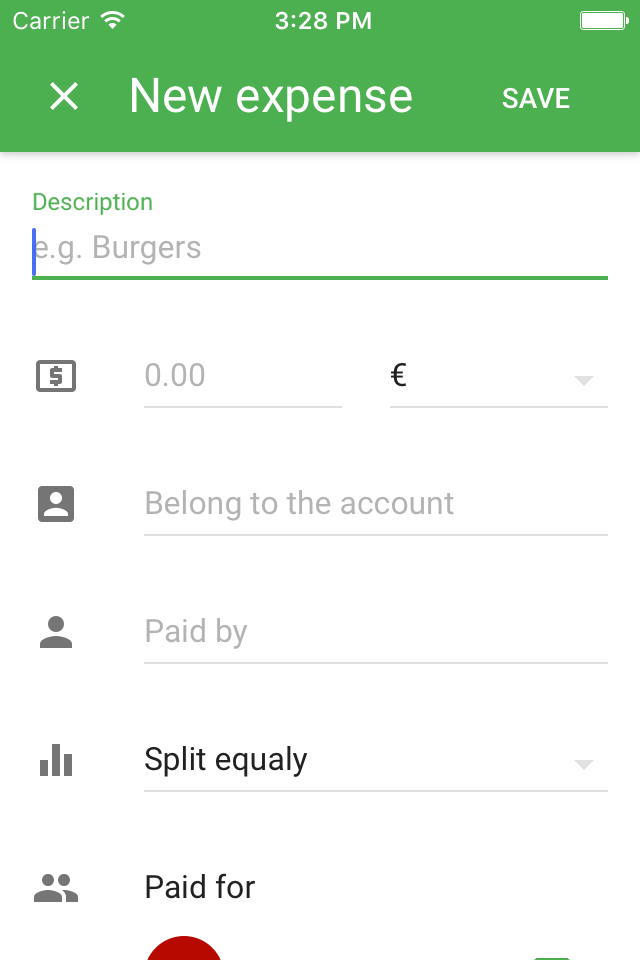 Carrier 3:28 PM
New expense SAVE
Description
e.g. Burgers
0.00 €
Belong to the account
Paid by
Split equaly
Paid for